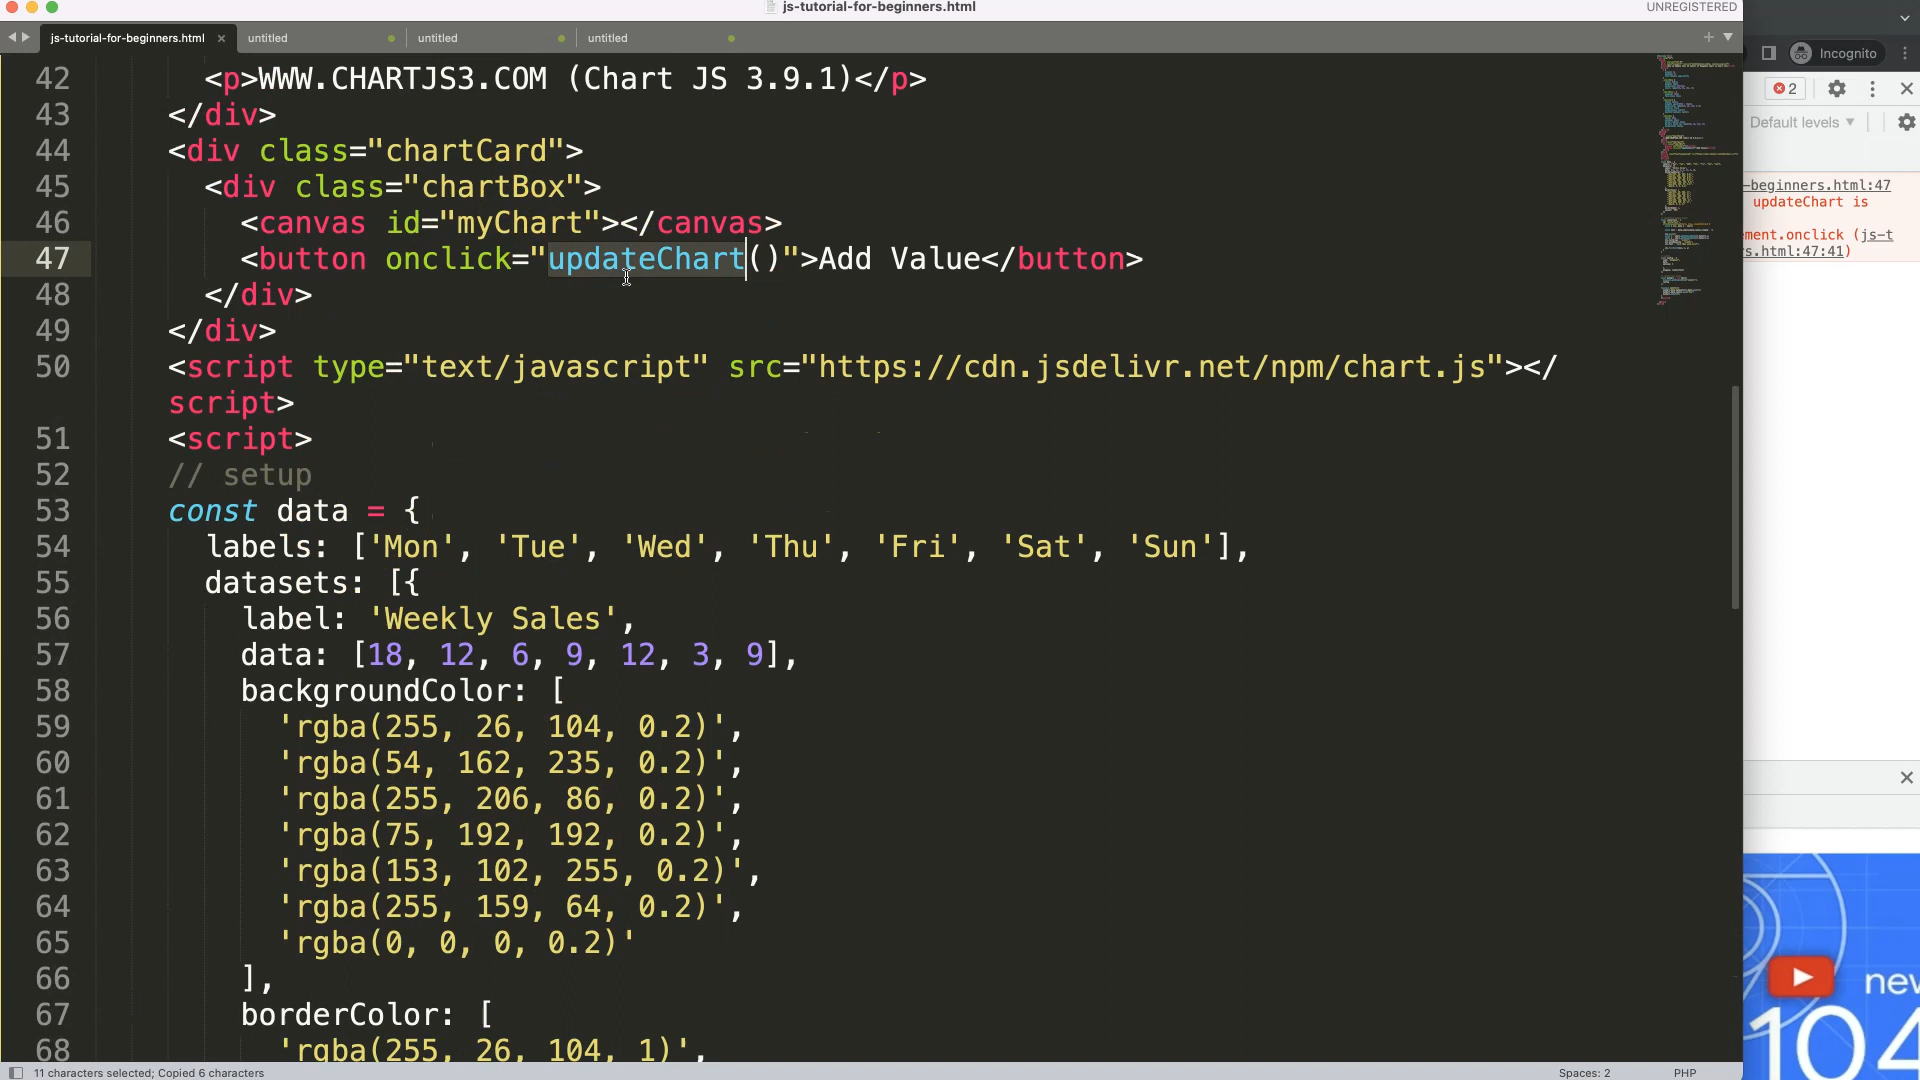 js-tutorial-for-beginners.html
UNREGISTERED
js-tutorial-for-beginners.html × untitled untitled untitled
Incognito
2
Default levels
-beginners.html:47
updateChart is
ement.onclick (js-t
s.html:47:41)
42 <p>WWW.CHARTJS3.COM (Chart JS 3.9.1)</p>
43 </div>
44 <div class="chartCard">
45 <div class="chartBox">
46 <canvas id="myChart"></canvas>
47 <button onclick="updateChart()">Add Value</button>
48 </div>
49 </div>
50 <script type="text/javascript" src="https://cdn.jsdelivr.net/npm/chart.js"></
script>
51 <script>
52 // setup
53 const data = {
54 labels: ['Mon', 'Tue', 'Wed', 'Thu', 'Fri', 'Sat', 'Sun'],
55 datasets: [{
56 label: 'Weekly Sales',
57 data: [18, 12, 6, 9, 12, 3, 9],
58 backgroundColor: [
59 'rgba(255, 26, 104, 0.2)',
60 'rgba(54, 162, 235, 0.2)',
61 'rgba(255, 206, 86, 0.2)',
62 'rgba(75, 192, 192, 0.2)',
63 'rgba(153, 102, 255, 0.2)',
64 'rgba(255, 159, 64, 0.2)',
65 'rgba(0, 0, 0, 0.2)'
66 ],
67 borderColor: [
68 'rgba(255, 26, 104, 1)',
new
104
11 characters selected; Copied 6 characters
Spaces: 2
PHP